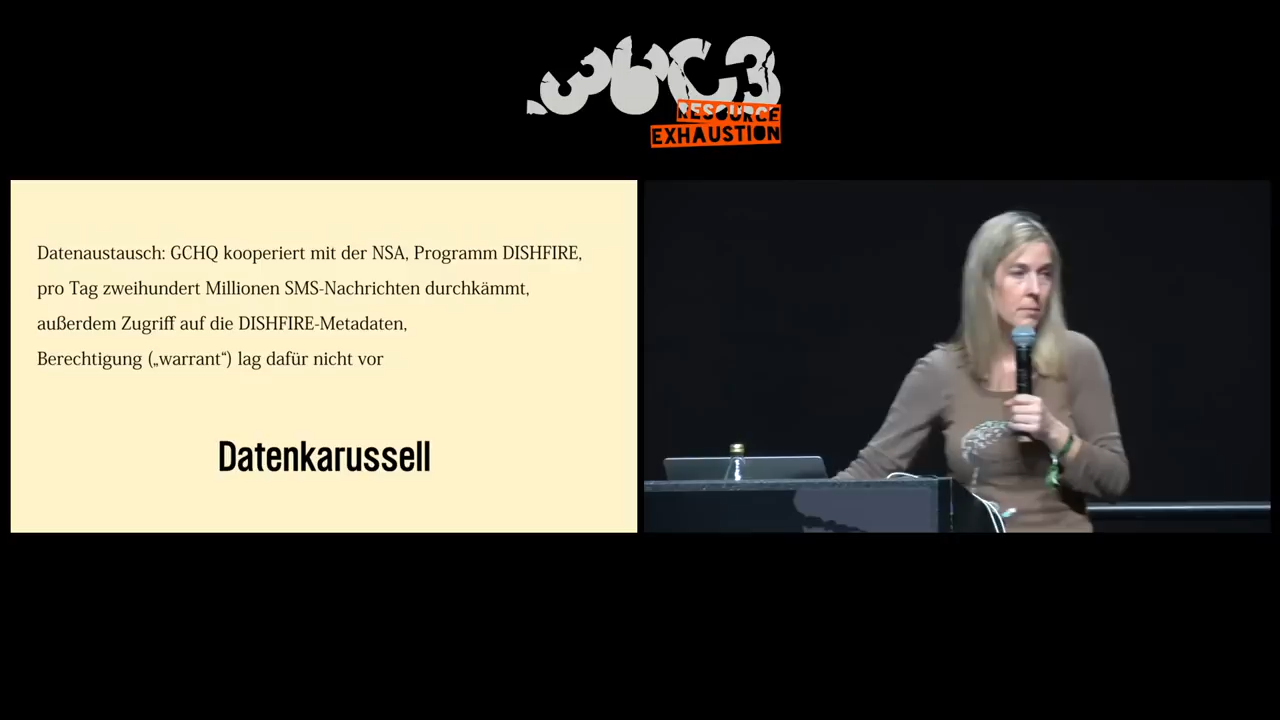 36C3
RESOURCE
EXHAUSTION
Datenaustausch: GCHQ kooperiert mit der NSA, Programm DISHFIRE,
pro Tag zweihundert Millionen SMS-Nachrichten durchkämmt,
außerdem Zugriff auf die DISHFIRE-Metadaten,
Berechtigung („warrant“) lag dafür nicht vor
Datenkarussell